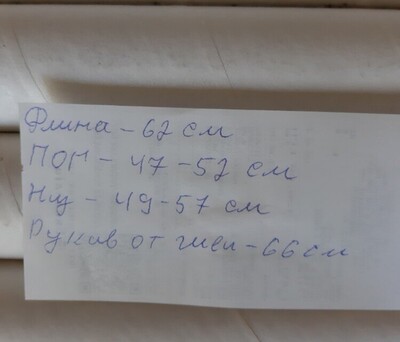 Длина – 62 см
ПОГ – 47 – 52 см
Низ – 49 – 57 см
Рукав от шеи – 66 см